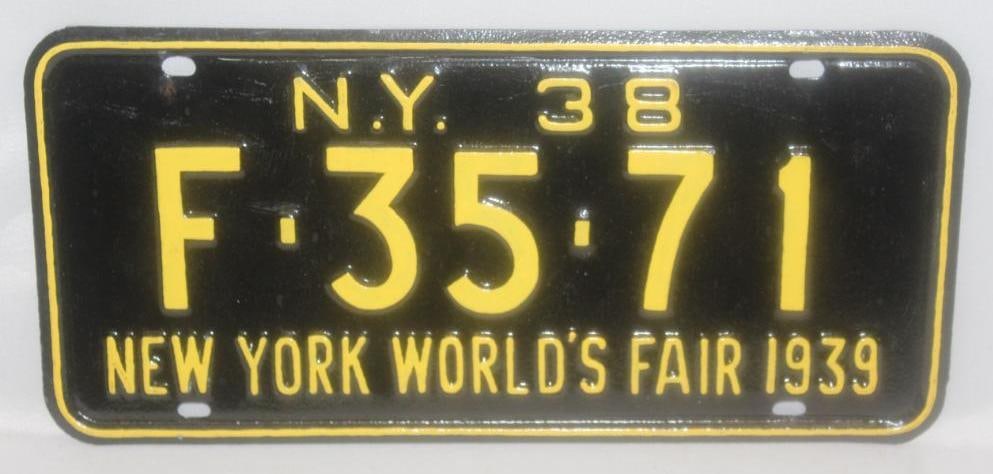 N.Y. 38
F·35·71
NEW YORK WORLD'S FAIR 1939